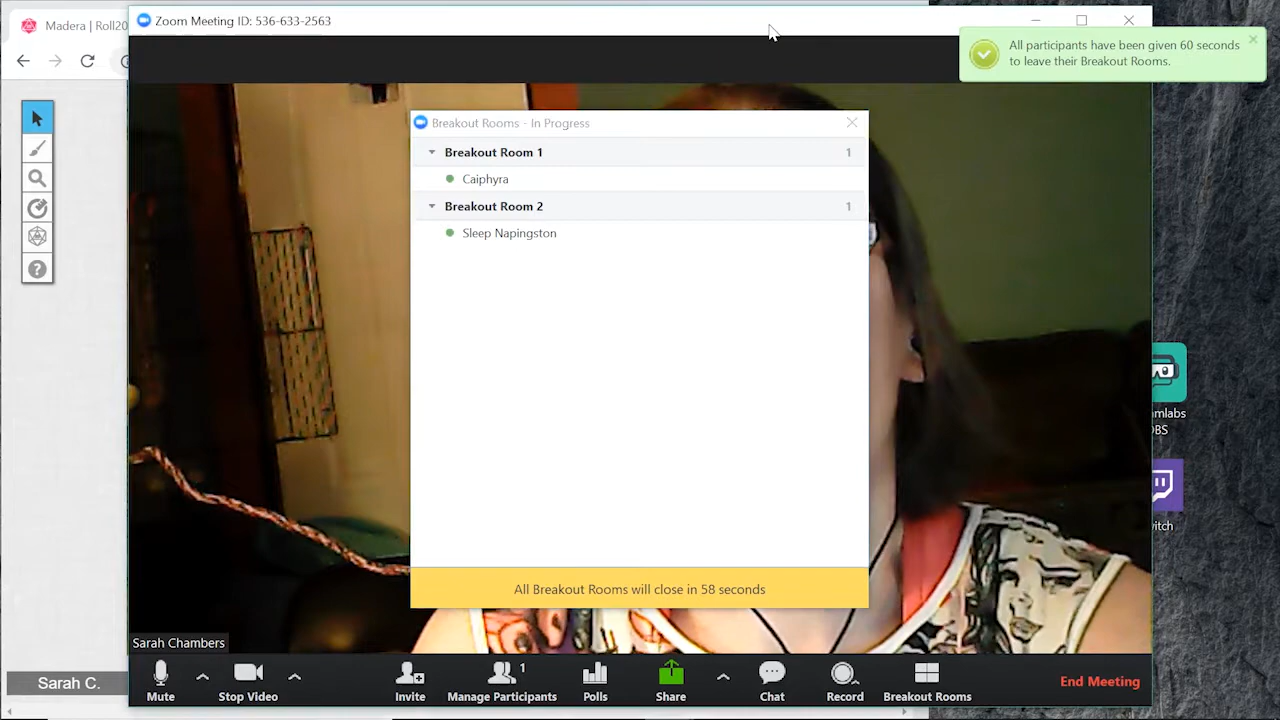 Madera | Roll20
Zoom Meeting ID: 536-633-2563
All participants have been given 60 seconds
to leave their Breakout Rooms.
Breakout Rooms - In Progress
Breakout Room 1 1
Caiphyra
Breakout Room 2 1
Sleep Napingston
All Breakout Rooms will close in 58 seconds
mlabs
OBS
itch
Sarah Chambers
Sarah C.
1
Mute
Stop Video
Invite
Manage Participants
Polls
Share
Chat
Record
Breakout Rooms
End Meeting